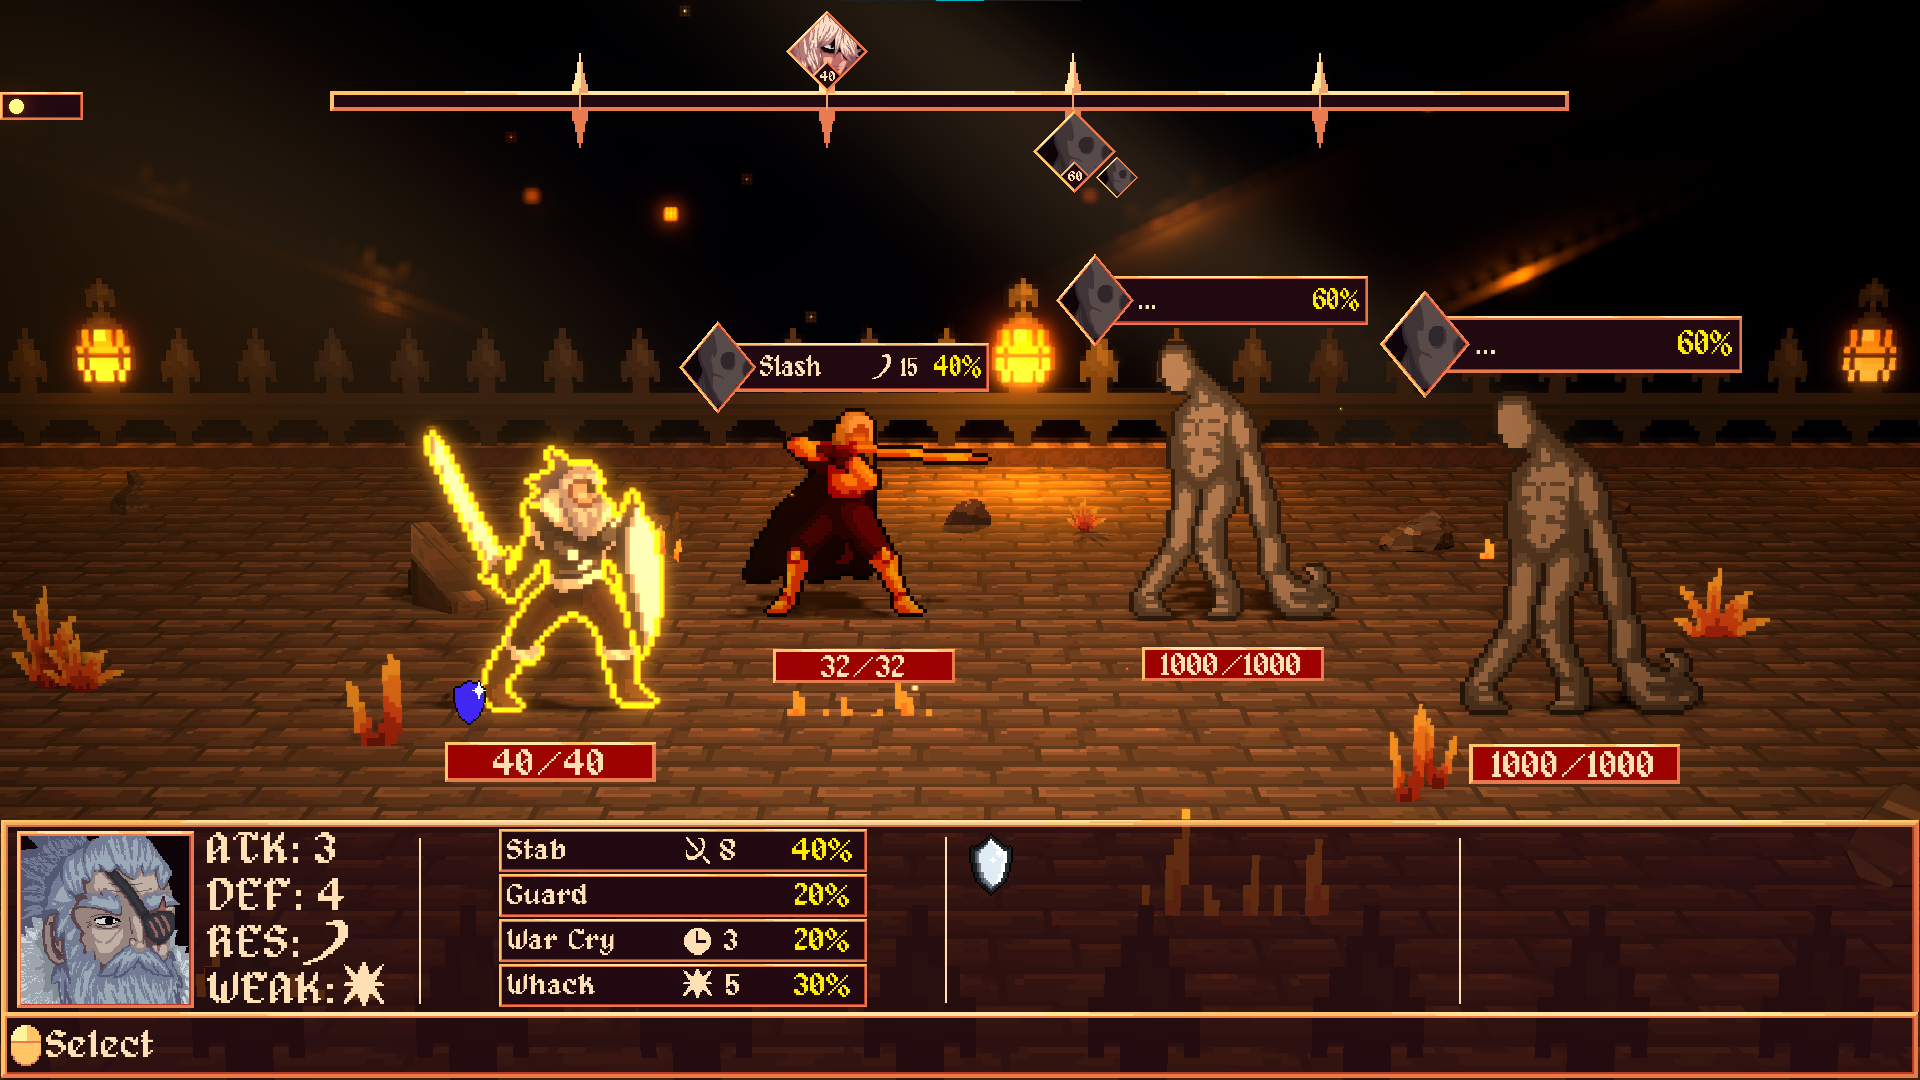 40
60
... 60%
... 60%
Slash 15 40%
32/32
1000/1000
40/40
1000/1000
ATK: 3
DEF: 4
RES:
WEAK:
Stab 8 40%
Guard 20%
War Cry 3 20%
Whack 5 30%
Select